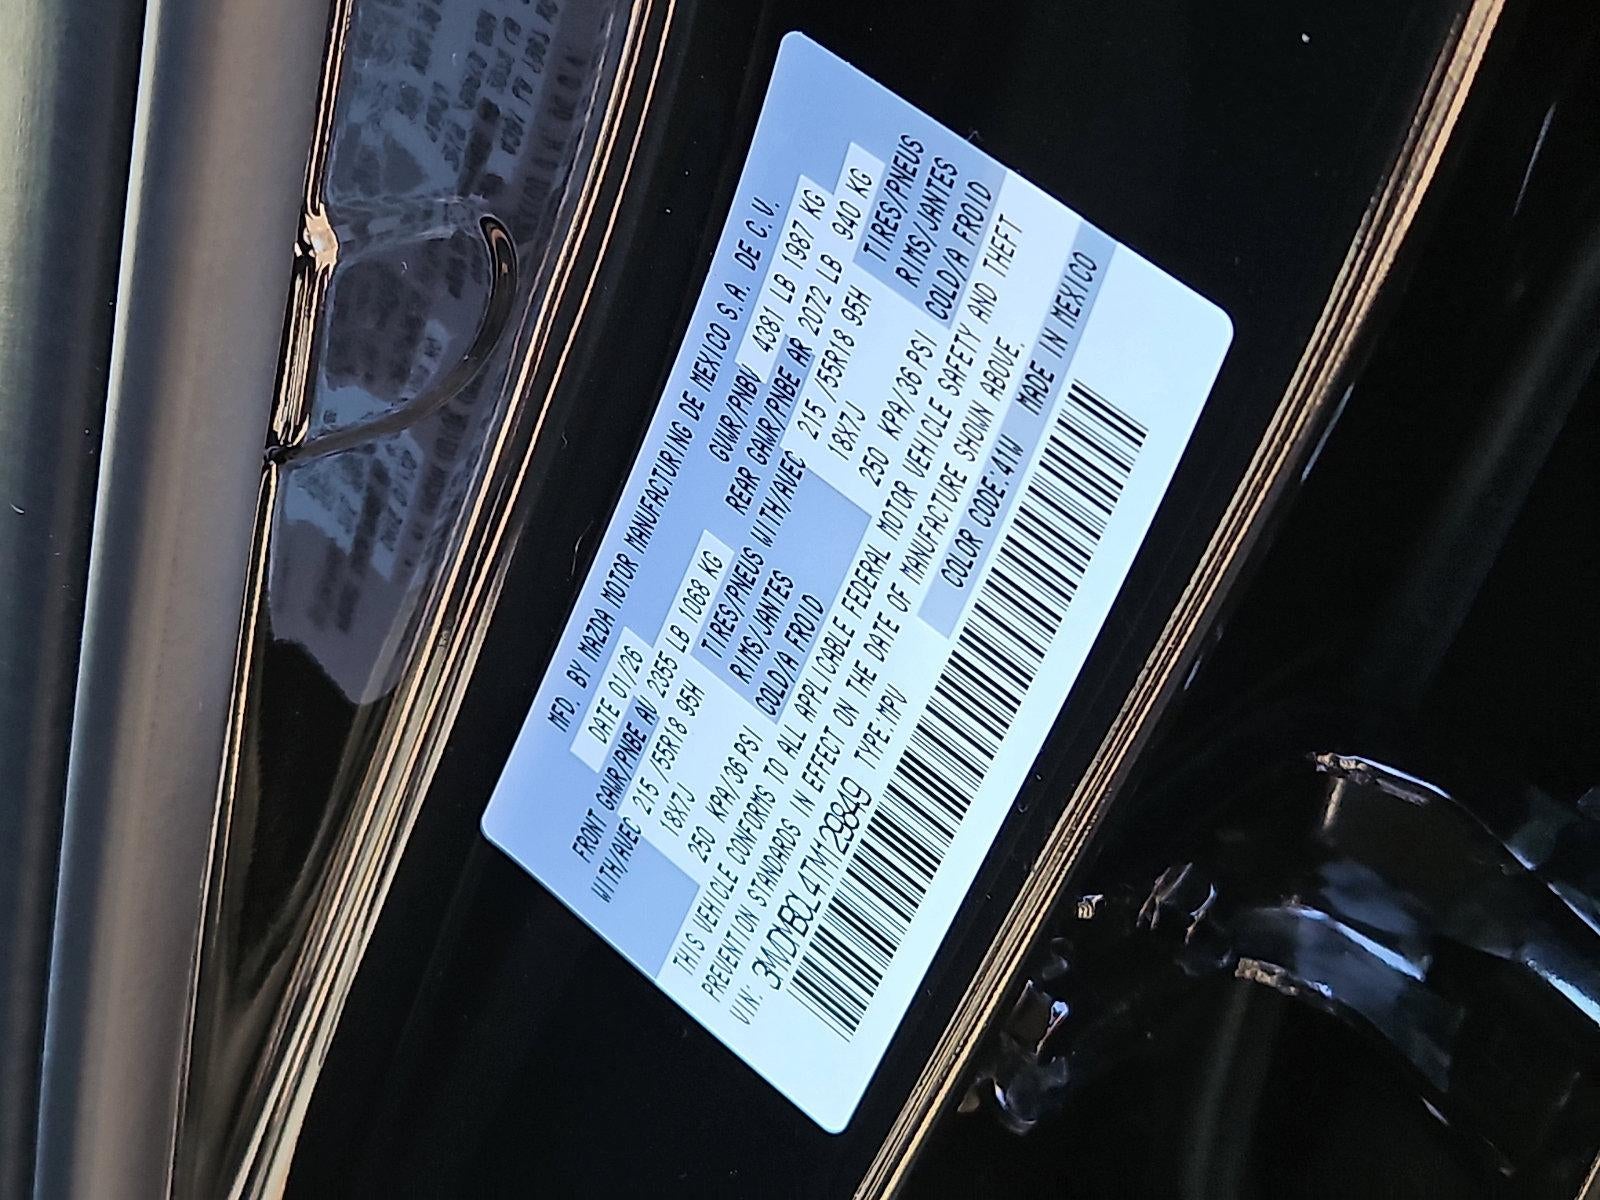 MFD. BY MAZDA MOTOR MANUFACTURING DE MEXICO S.A. DE C.V.
DATE 01/26 GVWR/PNBV 4381 LB 1987 KG
FRONT GAWR/PNBE AV 2355 LB 1068 KG REAR GAWR/PNBE AR 2072 LB 940 KG
WITH/AVEC 215 /55R18 95H TIRES/PNEUS WITH/AVEC 215 /55R18 95H TIRES/PNEUS
18X7J RIMS/JANTES 18X7J RIMS/JANTES
250 KPA/36 PSI COLD/A FROID 250 KPA/36 PSI COLD/A FROID
THIS VEHICLE CONFORMS TO ALL APPLICABLE FEDERAL MOTOR VEHICLE SAFETY AND THEFT
PREVENTION STANDARDS IN EFFECT ON THE DATE OF MANUFACTURE SHOWN ABOVE.
VIN: 3MVDMBCL4TM129849 TYPE:MPV COLOR CODE:41W MADE IN MEXICO